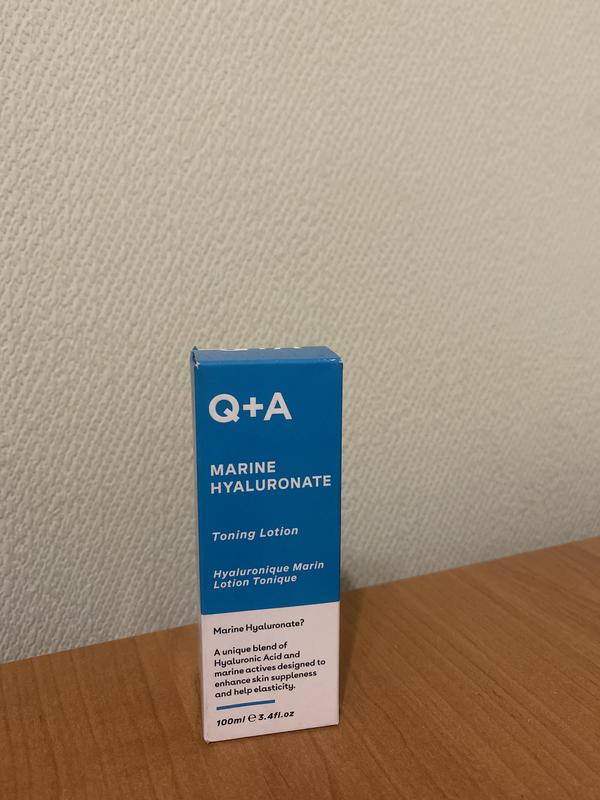 Q+A
MARINE
HYALURONATE
Toning Lotion
Hyaluronique Marin
Lotion Tonique
Marine Hyaluronate?
A unique blend of
Hyaluronic Acid and
marine actives designed to
enhance skin suppleness
and help elasticity.
100ml ℮ 3.4fl.oz